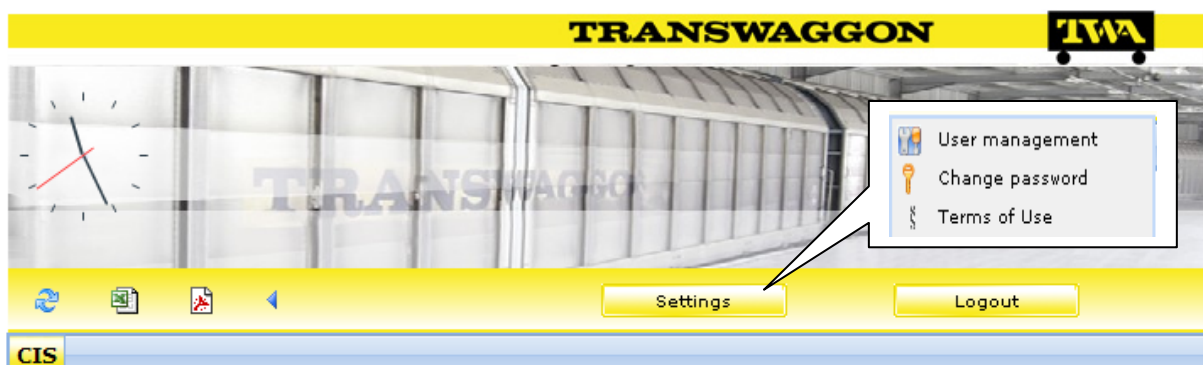 TRANSWAGGON
TWA
TRANSWAGGON
User management
Change password
Terms of Use
Settings
Logout
CIS